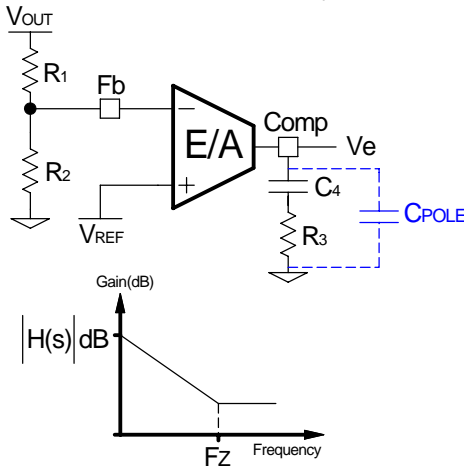 VOUT
R1
Fb
R2
VREF
−
E/A
+
Comp
Ve
C4
R3
CPOLE
Gain(dB)
|H(s)|dB
FZ
Frequency